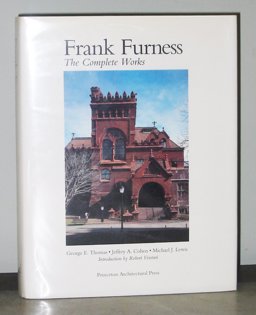 Frank Furness
The Complete Works
George E. Thomas • Jeffrey A. Cohen • Michael J. Lewis
Introduction by Robert Venturi
Princeton Architectural Press